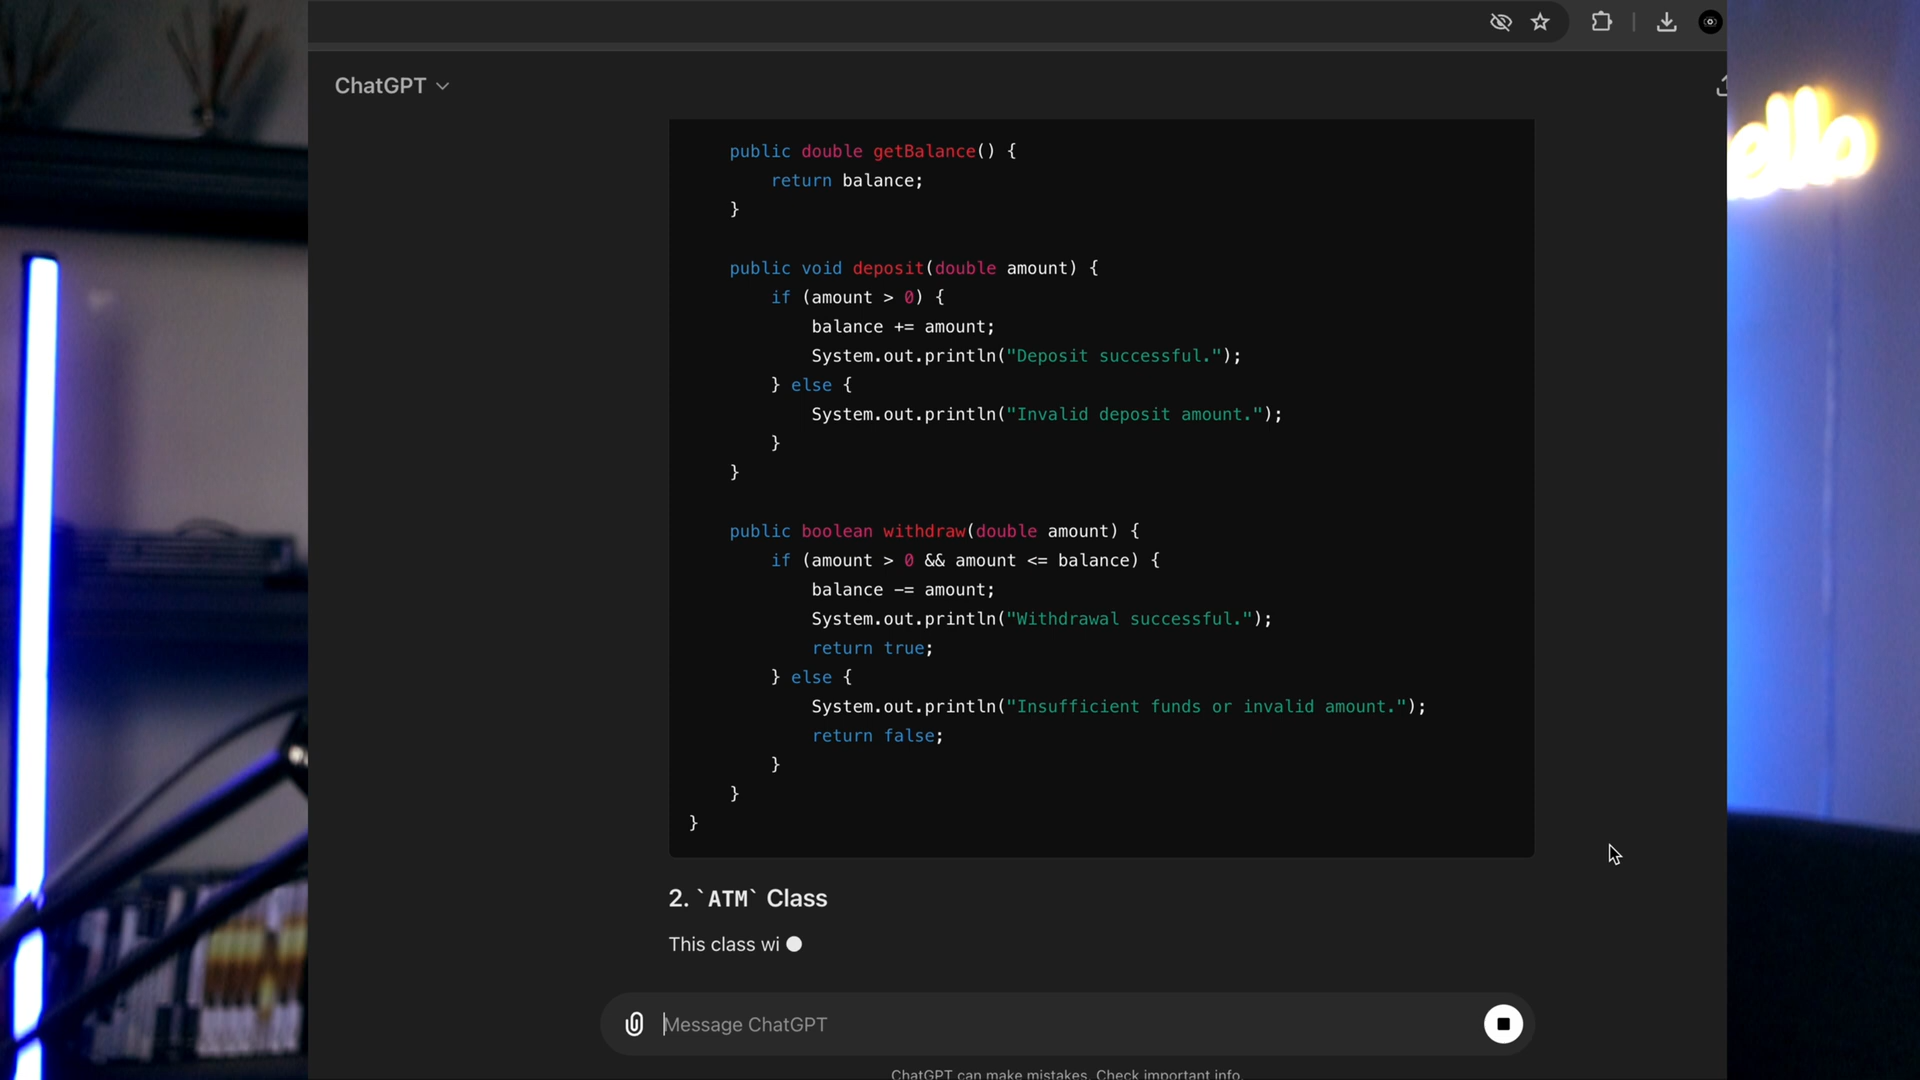 ChatGPT
public double getBalance() {
return balance;
}
public void deposit(double amount) {
if (amount > 0) {
balance += amount;
System.out.println("Deposit successful.");
} else {
System.out.println("Invalid deposit amount.");
}
}
public boolean withdraw(double amount) {
if (amount > 0 && amount <= balance) {
balance -= amount;
System.out.println("Withdrawal successful.");
return true;
} else {
System.out.println("Insufficient funds or invalid amount.");
return false;
}
}
}
2. `ATM` Class
This class wi
Message ChatGPT
ChatGPT can make mistakes. Check important info.
ello